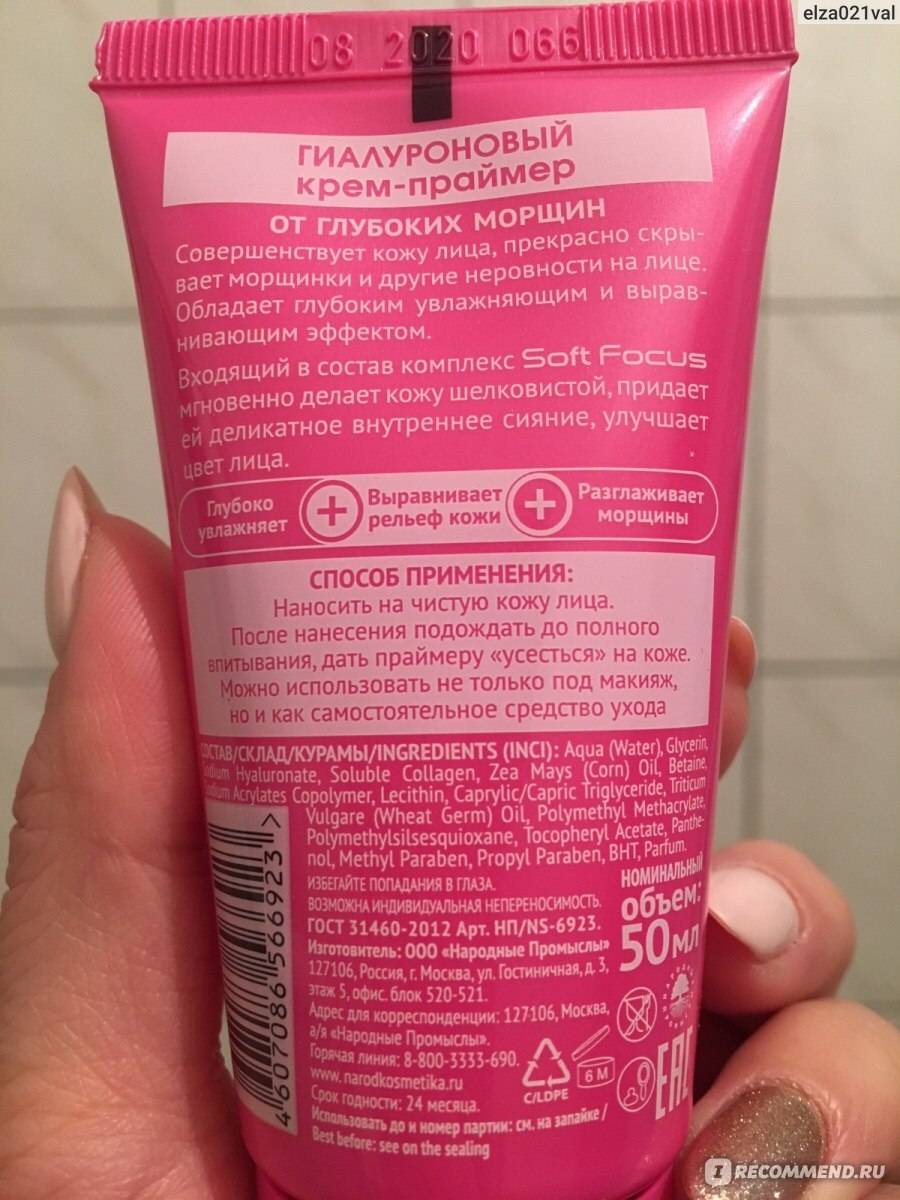 elza021val
08 2020 066
ГИАЛУРОНОВЫЙ
крем-праймер
ОТ ГЛУБОКИХ МОРЩИН
Совершенствует кожу лица, прекрасно скры-
вает морщинки и другие неровности на лице.
Обладает глубоким увлажняющим и вырав-
нивающим эффектом.
Входящий в состав комплекс Soft Focus
мгновенно делает кожу шелковистой, придает
ей деликатное внутреннее сияние, улучшает
цвет лица.
Глубоко
увлажняет
+
Выравнивает
рельеф кожи
+
Разглаживает
морщины
СПОСОБ ПРИМЕНЕНИЯ:
Наносить на чистую кожу лица.
После нанесения подождать до полного
впитывания, дать праймеру «усесться» на коже.
Можно использовать не только под макияж,
но и как самостоятельное средство ухода
СОСТАВ/СКЛАД/КУРАМЫ/INGREDIENTS (INCI): Aqua (Water), Glycerin,
Sodium Hyaluronate, Soluble Collagen, Zea Mays (Corn) Oil, Betaine,
Sodium Acrylates Copolymer, Lecithin, Caprylic/Capric Triglyceride, Triticum
Vulgare (Wheat Germ) Oil, Polymethyl Methacrylate,
Polymethylsilsesquioxane, Tocopheryl Acetate, Panthe-
nol, Methyl Paraben, Propyl Paraben, BHT, Parfum.
ИЗБЕГАЙТЕ ПОПАДАНИЯ В ГЛАЗА.
ВОЗМОЖНА ИНДИВИДУАЛЬНАЯ НЕПЕРЕНОСИМОСТЬ.
ГОСТ 31460-2012 Арт. НП/NS-6923.
Изготовитель: ООО «Народные Промыслы»
127106, Россия, г. Москва, ул. Гостиничная, д. 3,
этаж 5, офис. блок 520-521.
Адрес для корреспонденции: 127106, Москва,
а/я «Народные Промыслы».
Горячая линия: 8-800-3333-690.
www.narodkosmetika.ru
Срок годности: 24 месяца.
Использовать до и номер партии: см. на запайке /
Best before: see on the sealing
НОМИНАЛЬНЫЙ
объем:
50 мл
C/LDPE
6 M
EAC
4 607086 566923 >
IRECOMMEND.RU